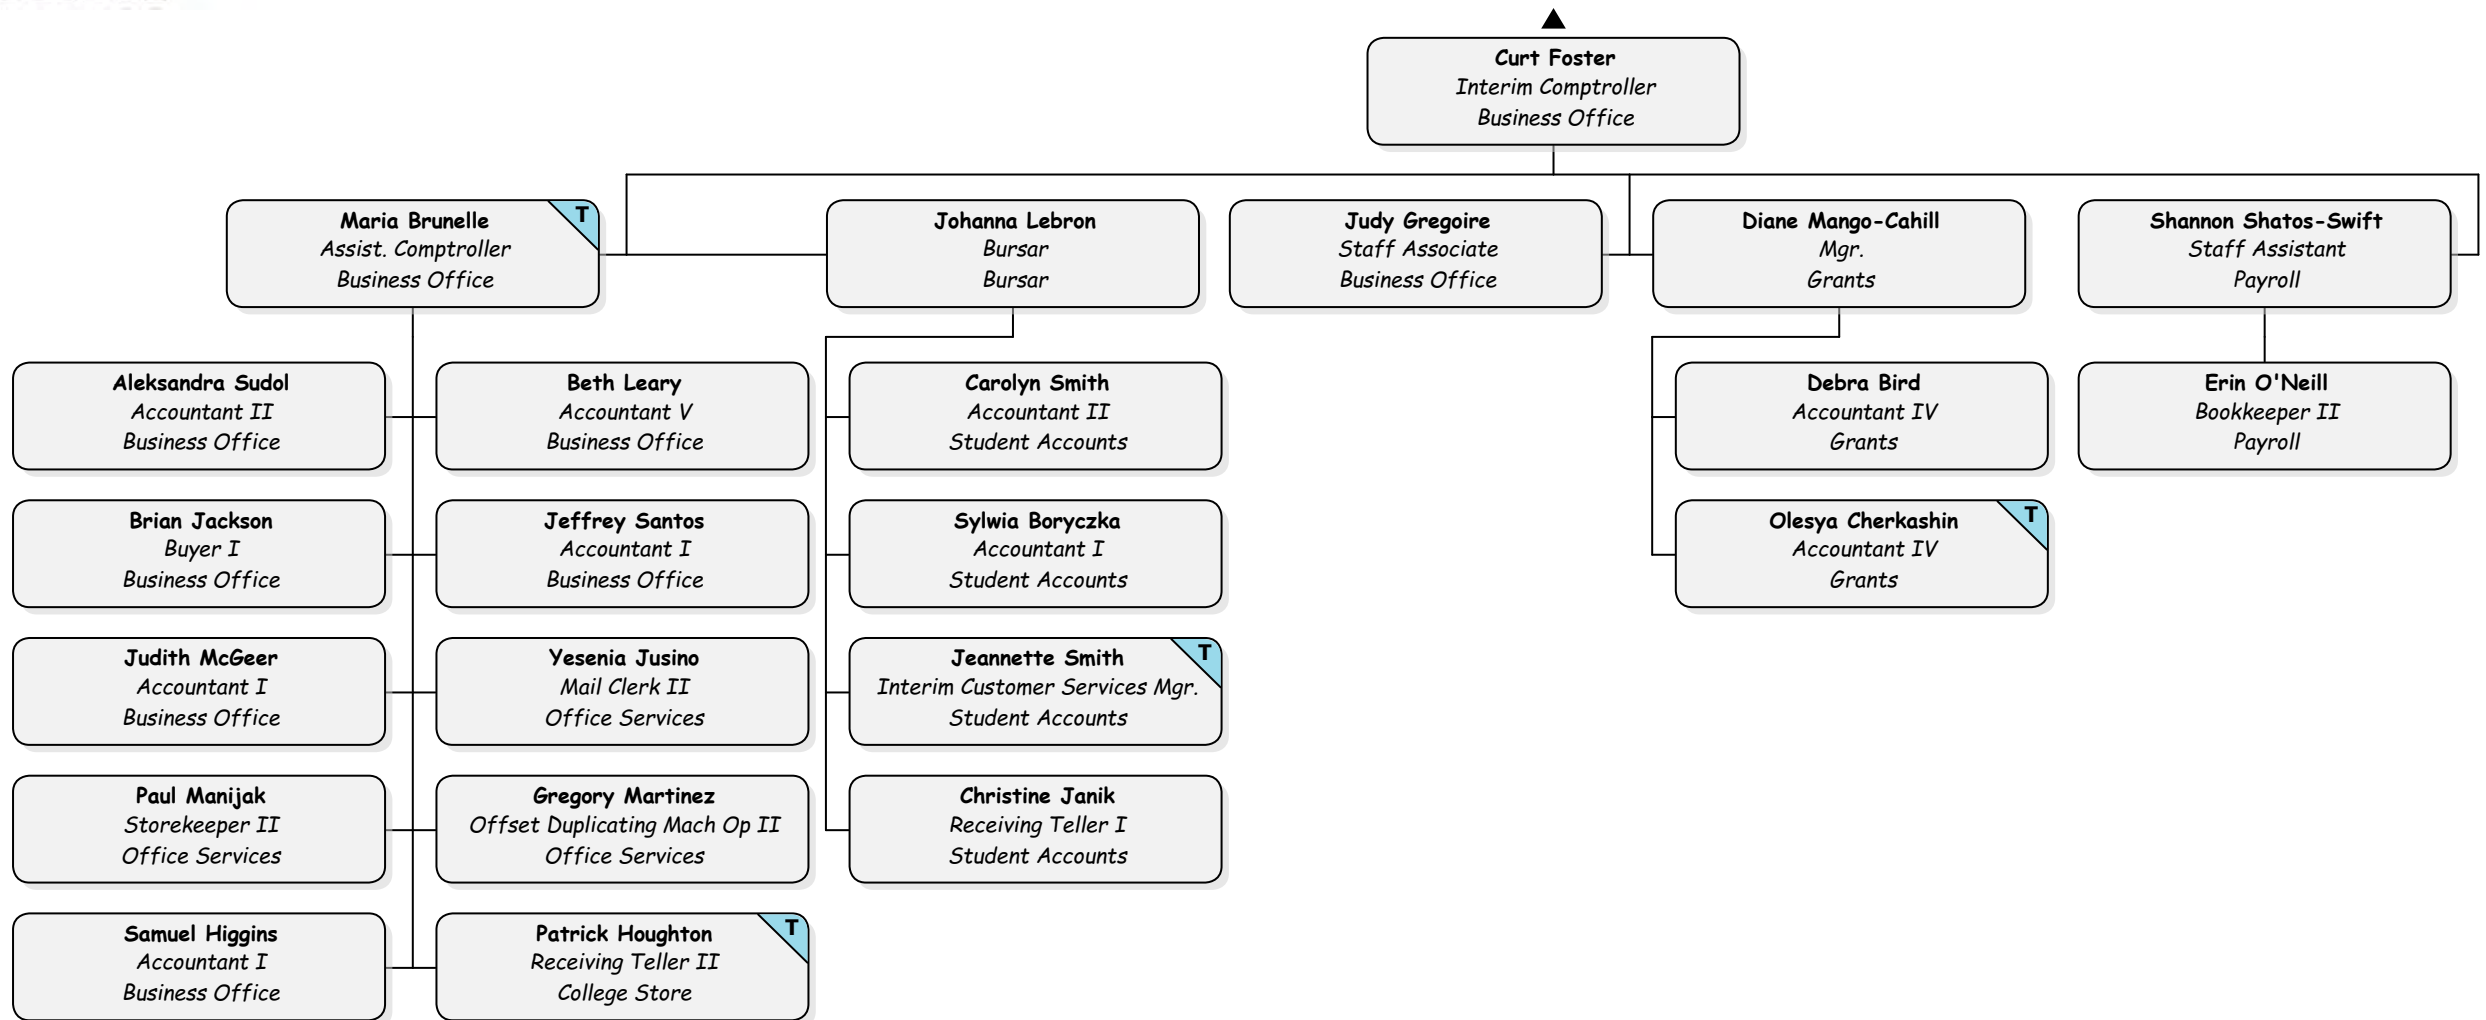 Curt Foster
Interim Comptroller
Business Office
Maria Brunelle
T
Assist. Comptroller
Business Office
Johanna Lebron
Bursar
Bursar
Judy Gregoire
Staff Associate
Business Office
Diane Mango-Cahill
Mgr.
Grants
Shannon Shatos-Swift
Staff Assistant
Payroll
Aleksandra Sudol
Accountant II
Business Office
Beth Leary
Accountant V
Business Office
Carolyn Smith
Accountant II
Student Accounts
Debra Bird
Accountant IV
Grants
Erin O'Neill
Bookkeeper II
Payroll
Brian Jackson
Buyer I
Business Office
Jeffrey Santos
Accountant I
Business Office
Sylwia Boryczka
Accountant I
Student Accounts
Olesya Cherkashin
T
Accountant IV
Grants
Judith McGeer
Accountant I
Business Office
Yesenia Jusino
Mail Clerk II
Office Services
Jeannette Smith
T
Interim Customer Services Mgr.
Student Accounts
Paul Manijak
Storekeeper II
Office Services
Gregory Martinez
Offset Duplicating Mach Op II
Office Services
Christine Janik
Receiving Teller I
Student Accounts
Samuel Higgins
Accountant I
Business Office
Patrick Houghton
T
Receiving Teller II
College Store